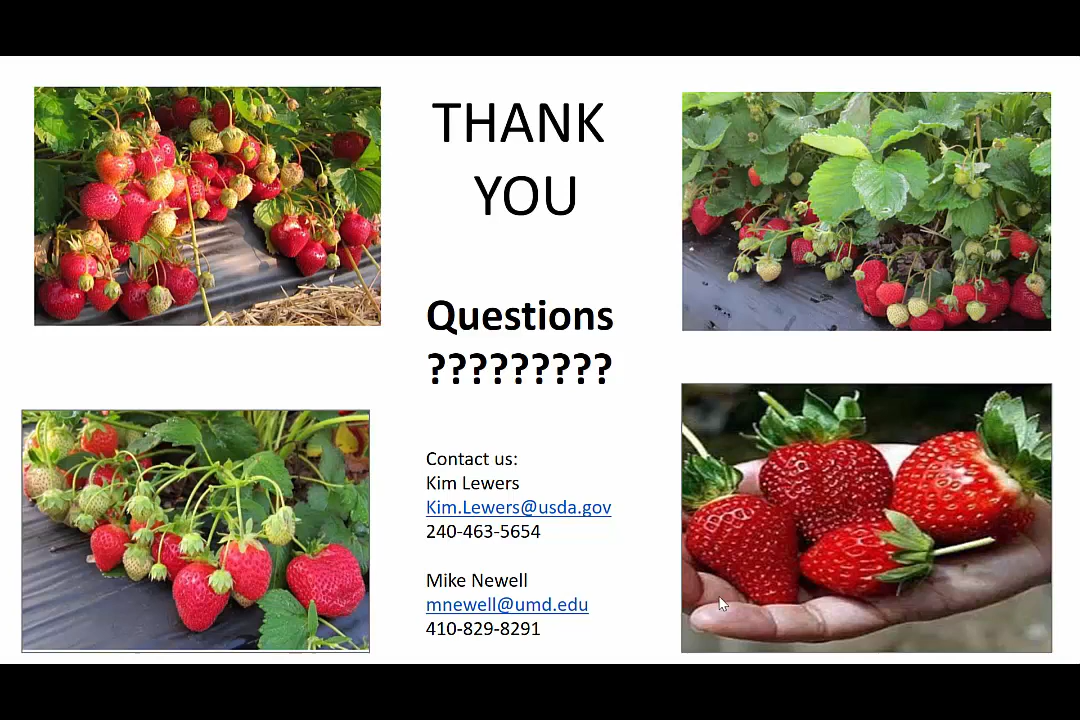 THANK
YOU
Questions
?????????
Contact us:
Kim Lewers
Kim.Lewers@usda.gov
240-463-5654
Mike Newell
mnewell@umd.edu
410-829-8291